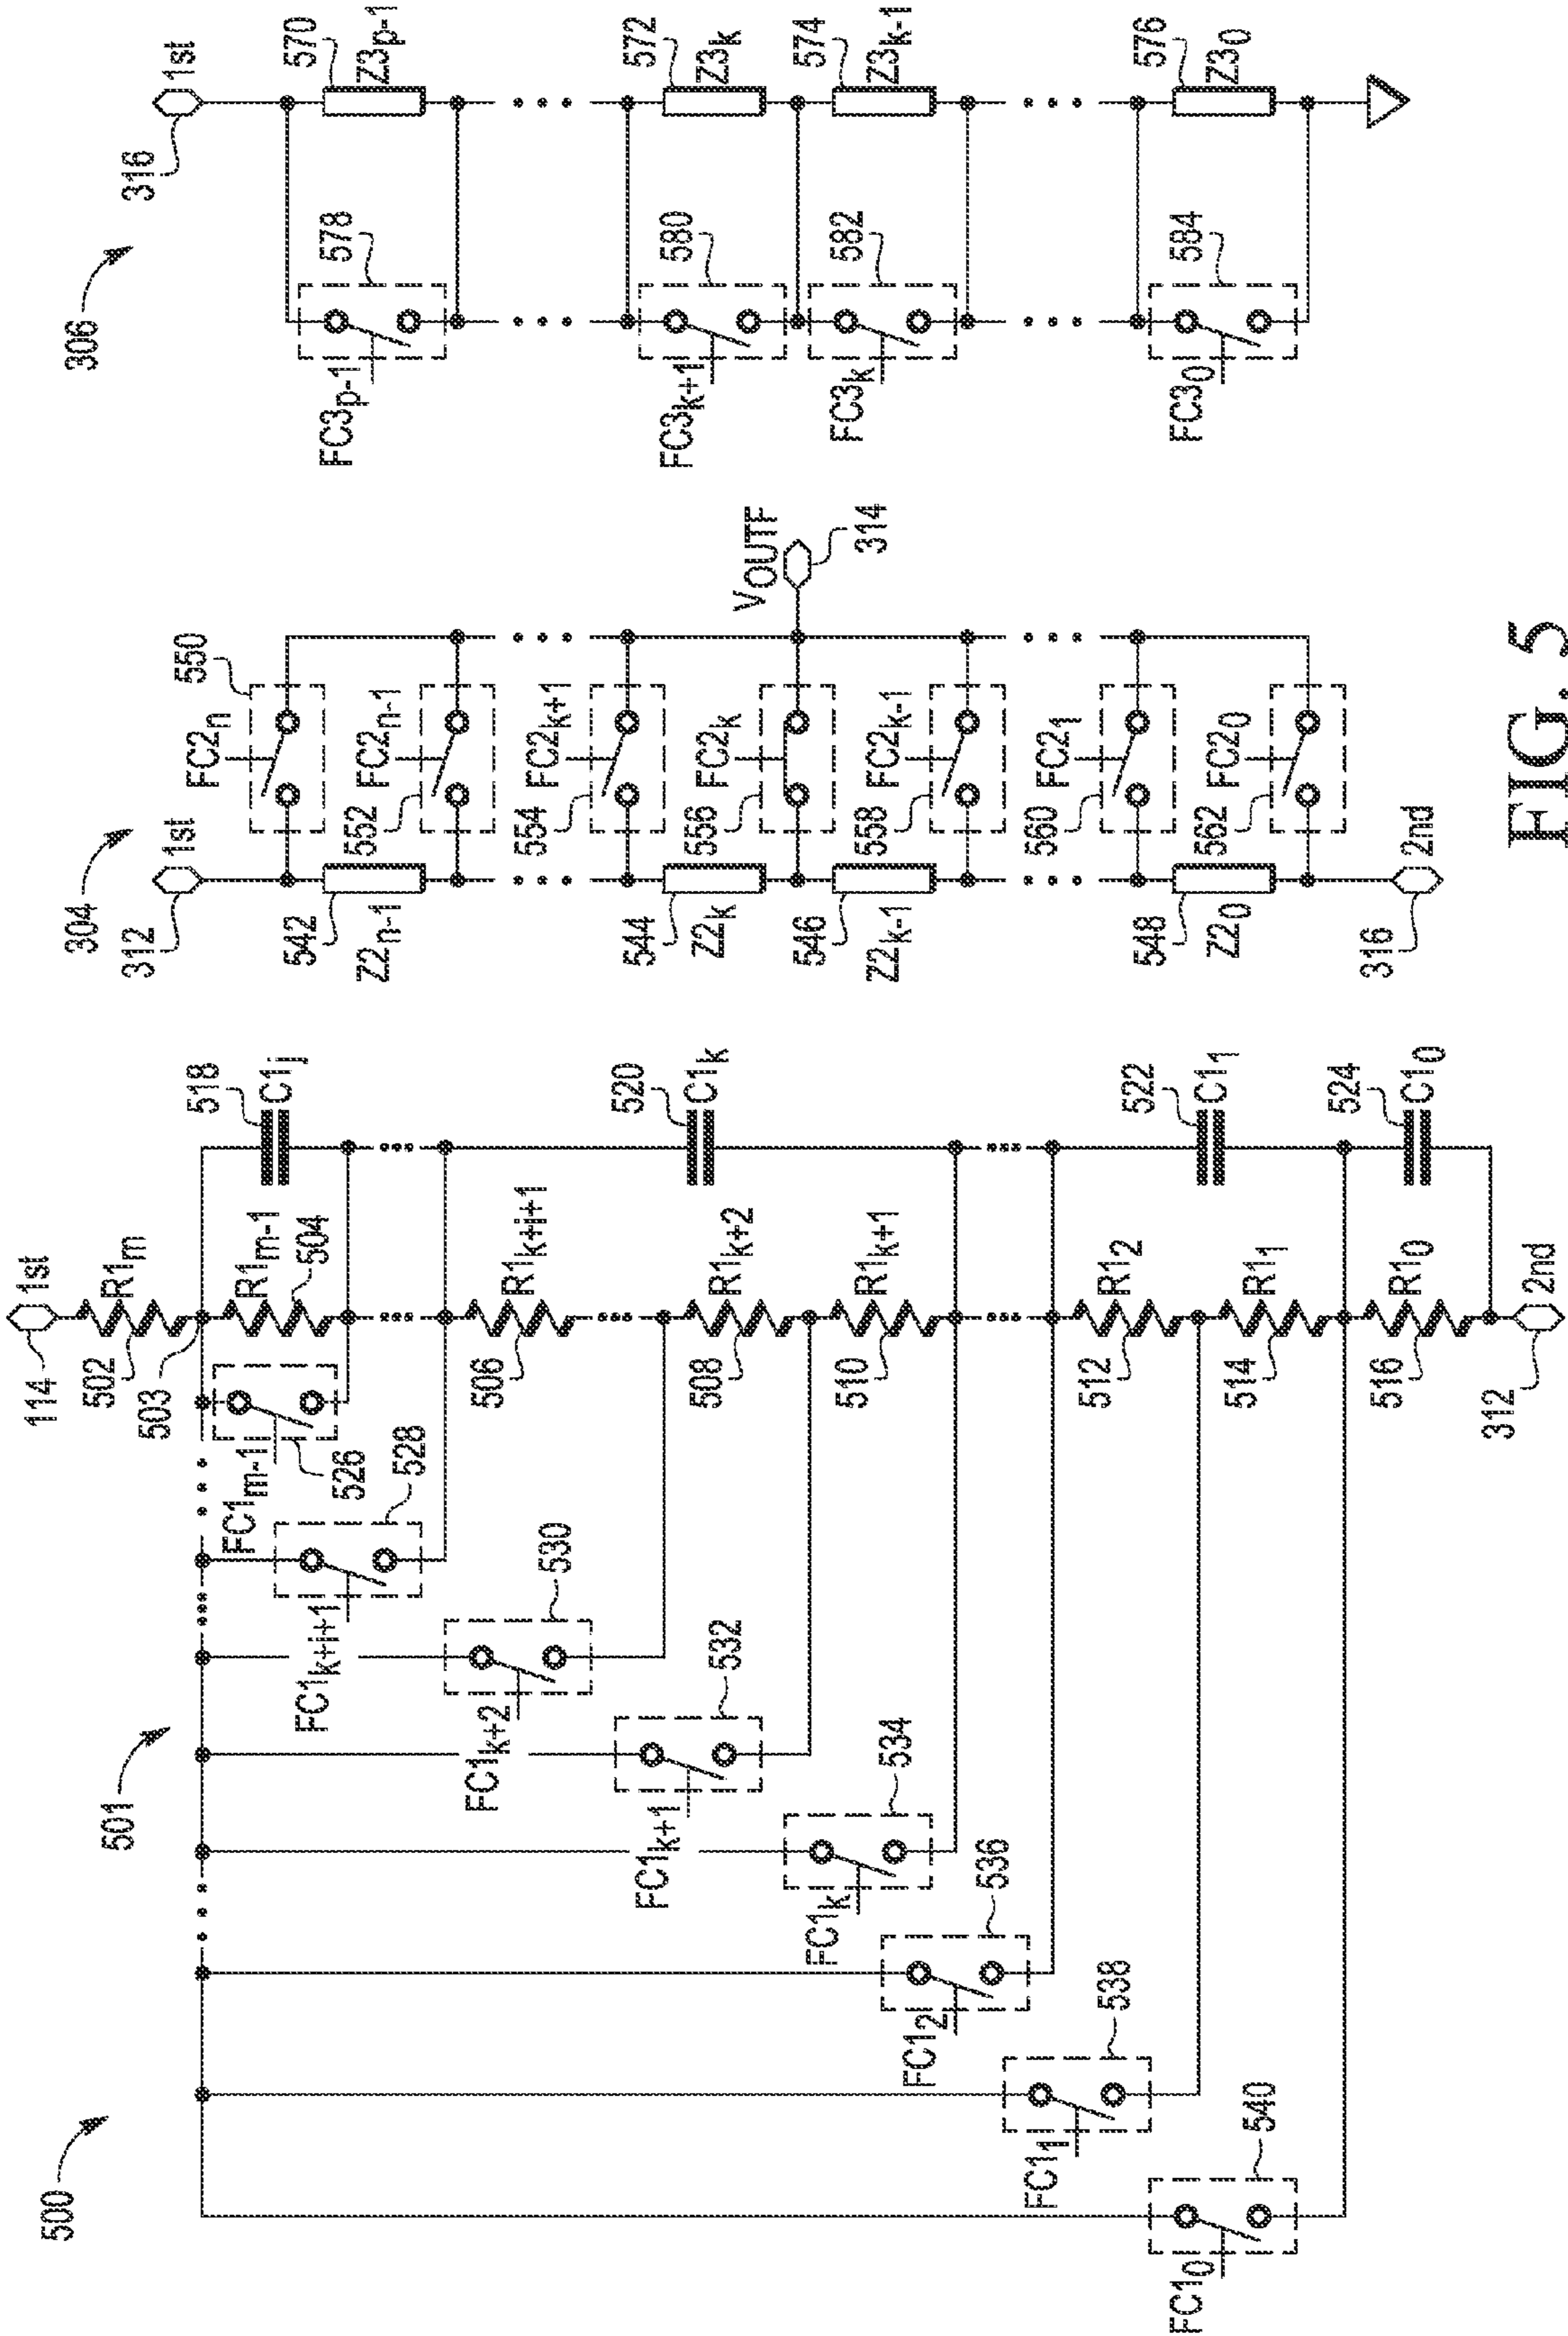 500
501
114
1st
502
R1m
503
R1m-1
504
518
C1j
FC1m-1
526
528
FC1k+i+1
506
R1k+i+1
530
FC1k+2
508
R1k+2
520
C1k
532
FC1k+1
510
R1k+1
534
FC1k
536
FC12
512
R12
538
FC11
514
R11
522
C11
540
FC10
516
R10
524
C10
312
2nd
304
312
1st
FC2n
550
542
Z2n-1
552
FC2n-1
554
FC2k+1
544
Z2k
556
FC2k
VOUTF
314
546
Z2k-1
558
FC2k-1
560
FC21
548
Z20
562
FC20
316
2nd
306
316
1st
578
FC3p-1
570
Z3p-1
580
FC3k+1
572
Z3k
582
FC3k
574
Z3k-1
584
FC30
576
Z30
FIG. 5